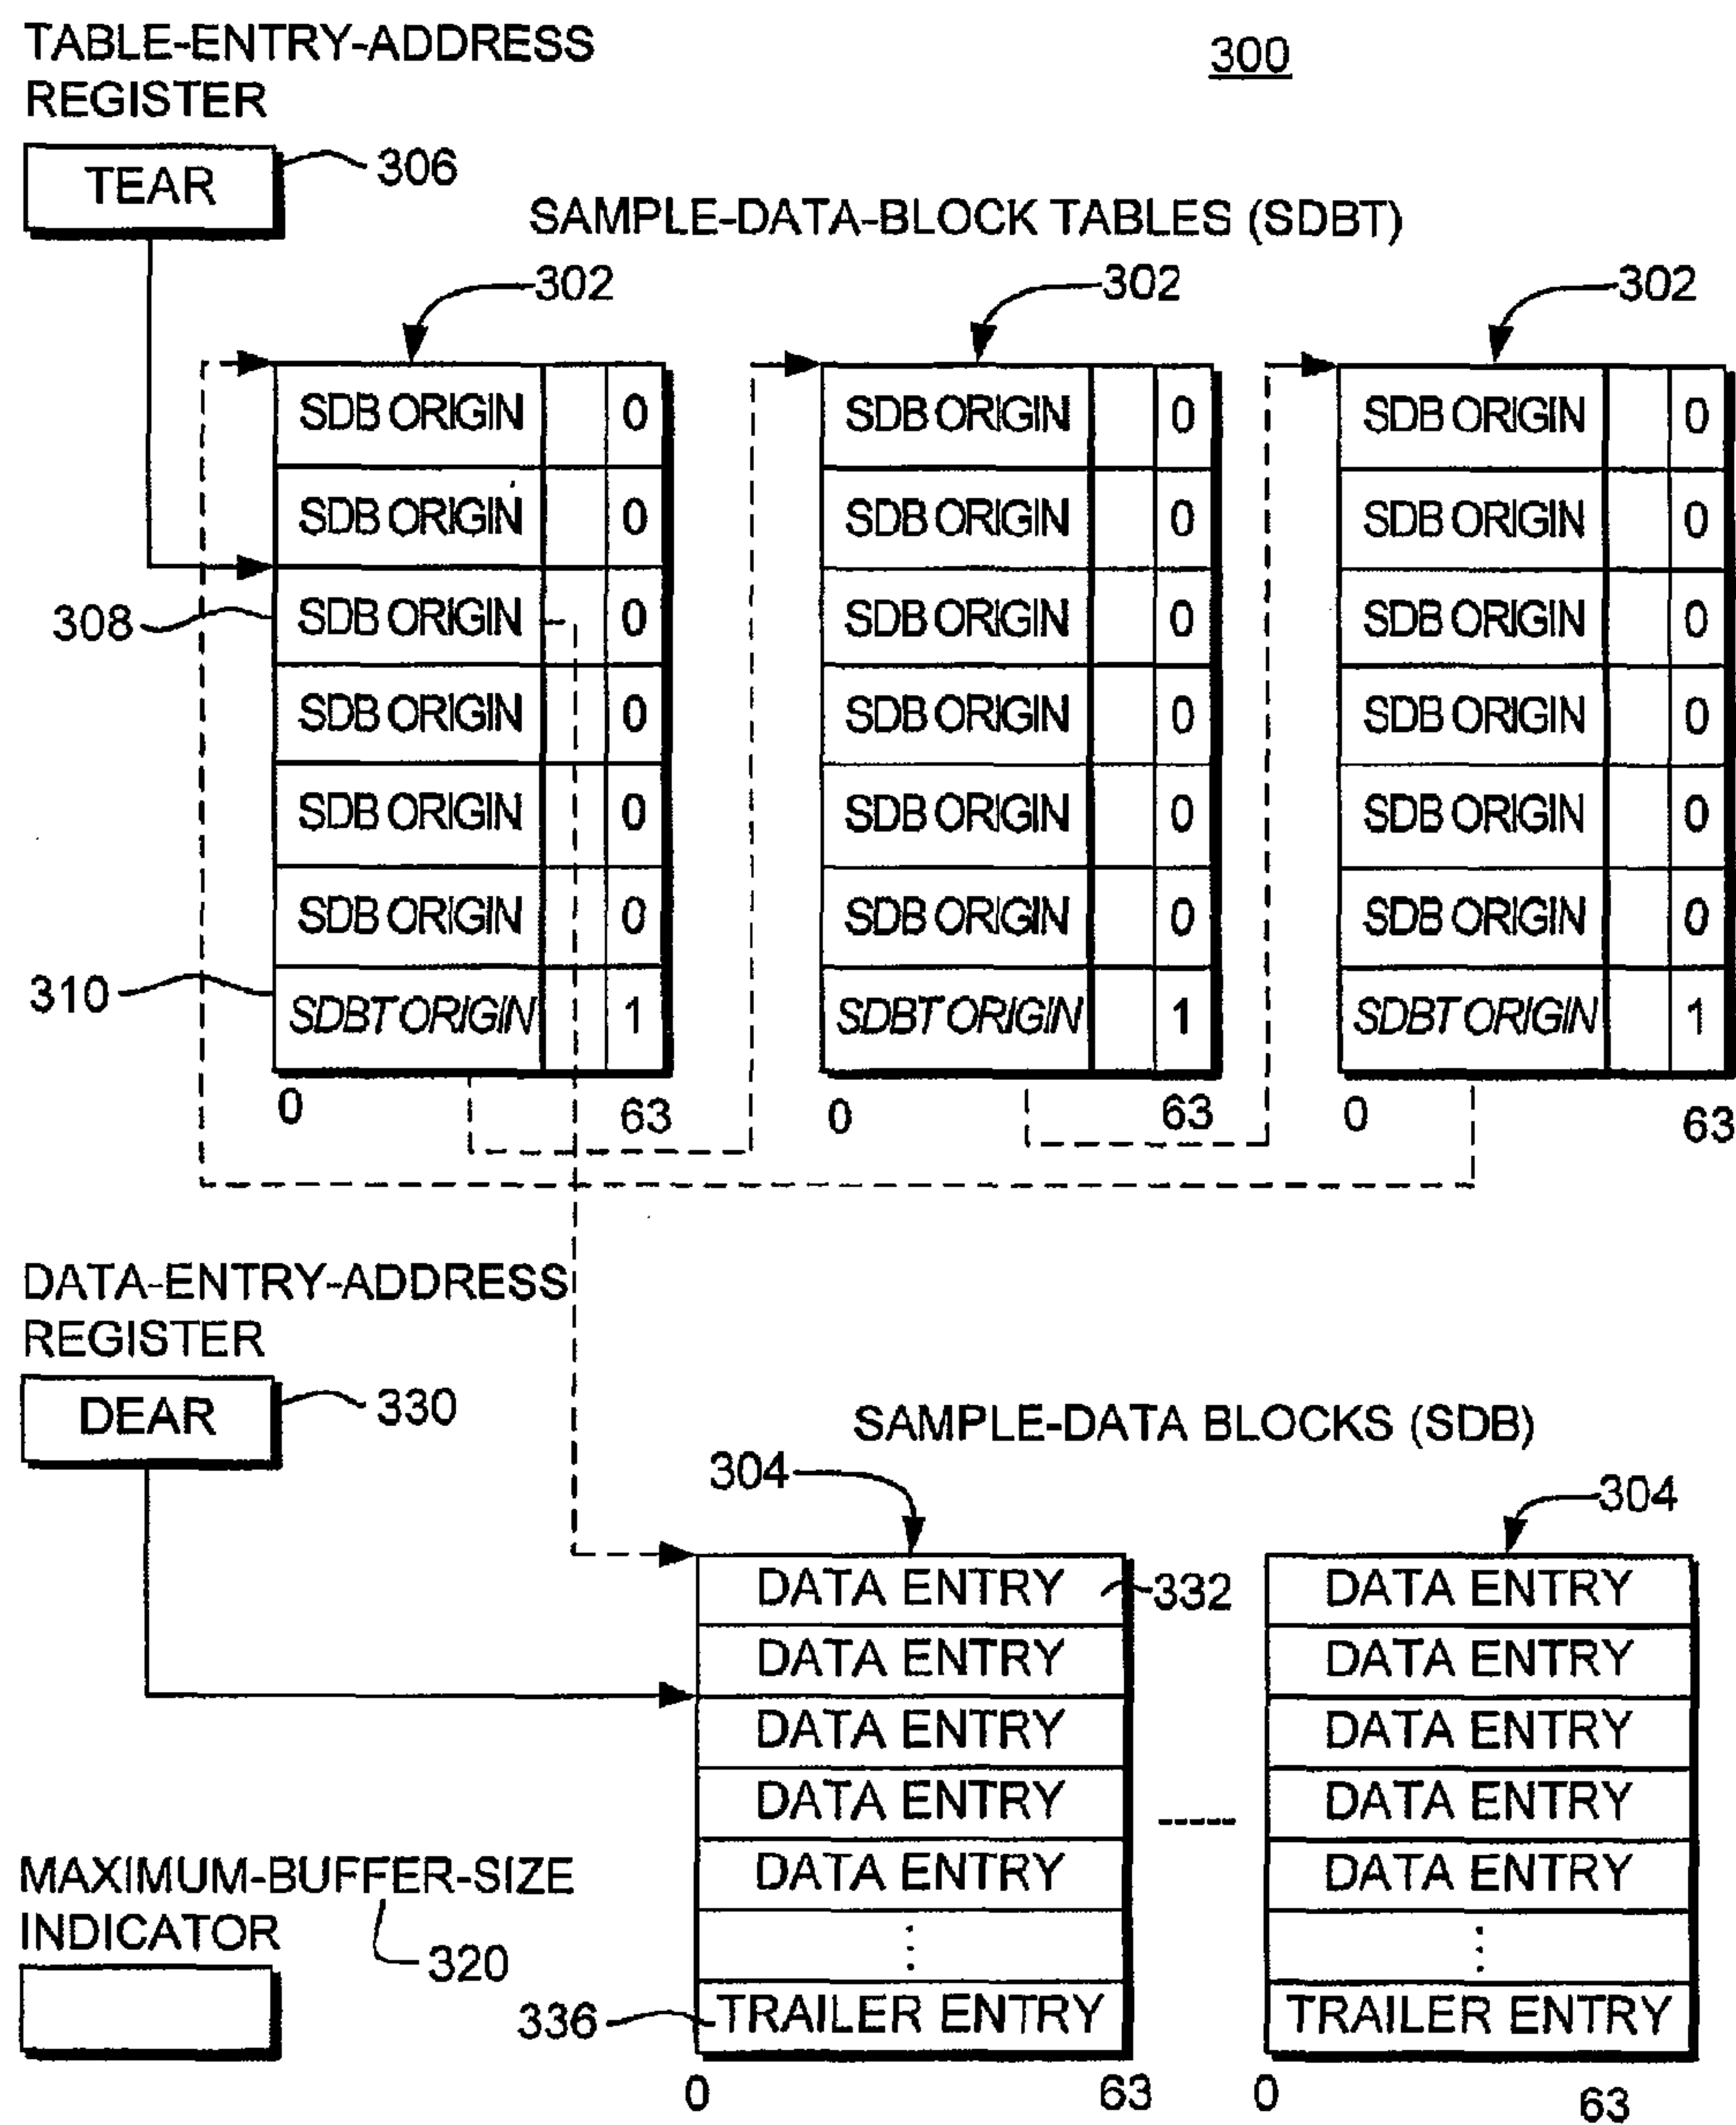 TABLE-ENTRY-ADDRESS
REGISTER
300
TEAR
306
SAMPLE-DATA-BLOCK TABLES (SDBT)
302
302
302
SDB ORIGIN 0
SDB ORIGIN 0
SDB ORIGIN 0
SDB ORIGIN 0
SDB ORIGIN 0
SDB ORIGIN 0
308
SDB ORIGIN 0
SDB ORIGIN 0
SDB ORIGIN 0
SDB ORIGIN 0
SDB ORIGIN 0
SDB ORIGIN 0
SDB ORIGIN 0
SDB ORIGIN 0
SDB ORIGIN 0
SDB ORIGIN 0
SDB ORIGIN 0
SDB ORIGIN 0
310
SDBT ORIGIN 1
SDBT ORIGIN 1
SDBT ORIGIN 1
0 63
0 63
0 63
DATA-ENTRY-ADDRESS
REGISTER
DEAR
330
SAMPLE-DATA BLOCKS (SDB)
304
304
DATA ENTRY
332
DATA ENTRY
DATA ENTRY
DATA ENTRY
DATA ENTRY
DATA ENTRY
DATA ENTRY
DATA ENTRY
MAXIMUM-BUFFER-SIZE
INDICATOR
320
DATA ENTRY
DATA ENTRY
336
TRAILER ENTRY
TRAILER ENTRY
0 63
0 63